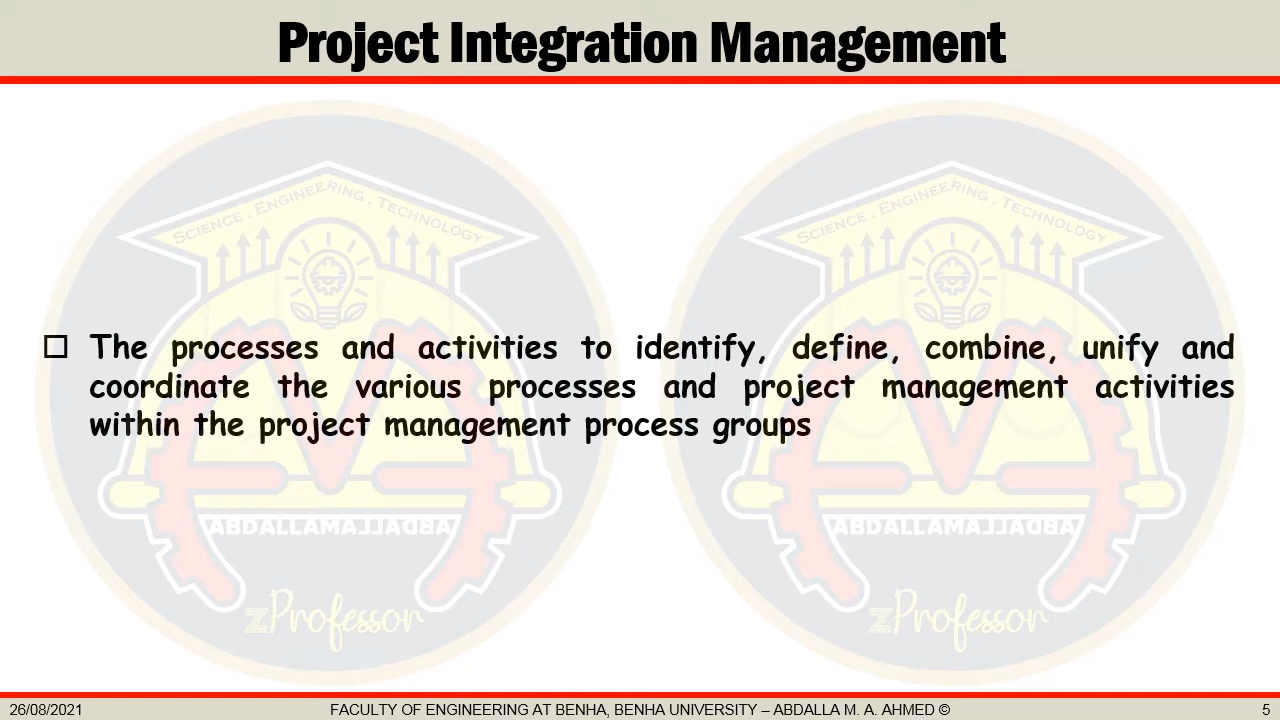 Project Integration Management
SCIENCE . ENGINEERING . TECHNOLOGY
SCIENCE . ENGINEERING . TECHNOLOGY
☐ The processes and activities to identify, define, combine, unify and
coordinate the various processes and project management activities
within the project management process groups
zProfessor
zProfessor
26/08/2021
FACULTY OF ENGINEERING AT BENHA, BENHA UNIVERSITY – ABDALLA M. A. AHMED ©
5